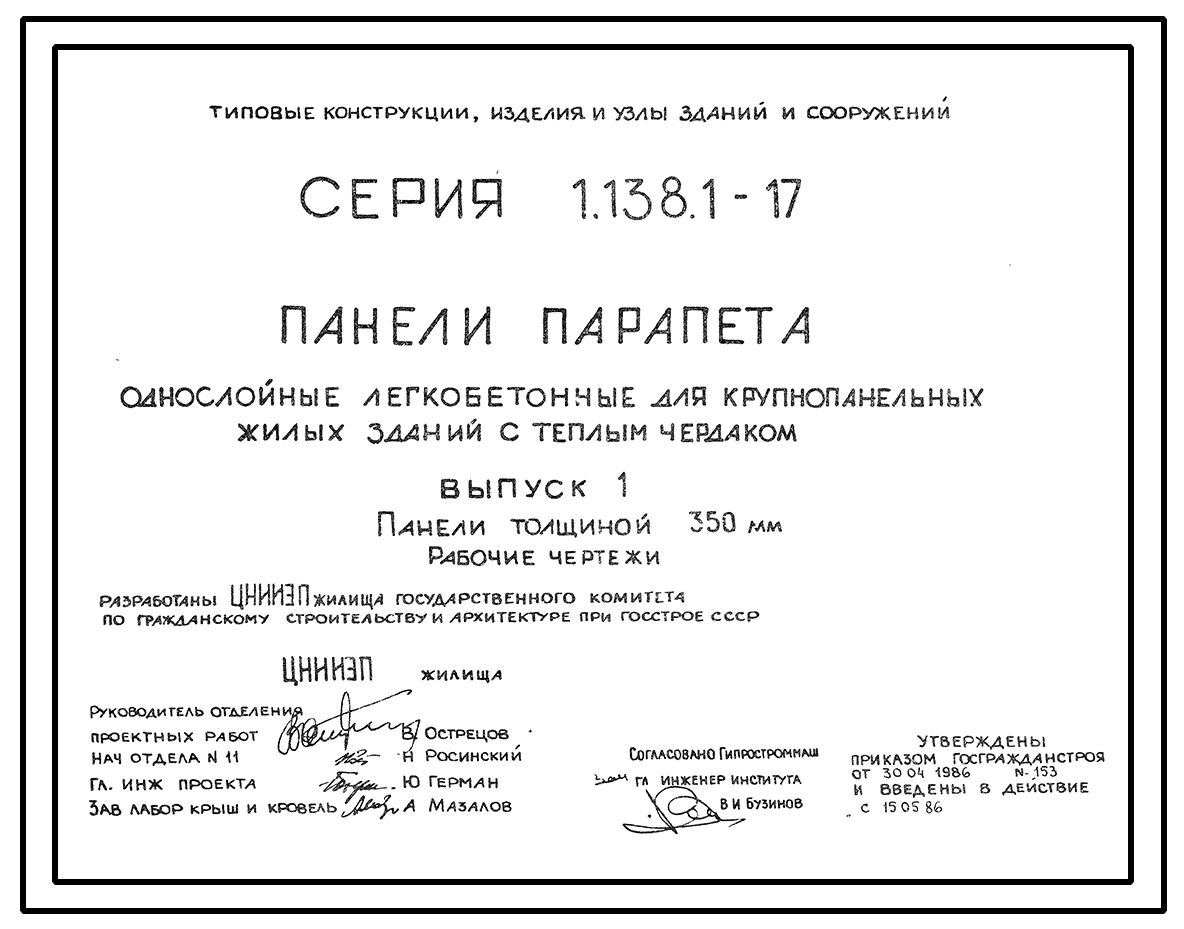 ТИПОВЫЕ КОНСТРУКЦИИ, ИЗДЕЛИЯ И УЗЛЫ ЗДАНИЙ И СООРУЖЕНИЙ
СЕРИЯ 1.138.1-17
ПАНЕЛИ ПАРАПЕТА
ОДНОСЛОЙНЫЕ ЛЕГКОБЕТОННЫЕ ДЛЯ КРУПНОПАНЕЛЬНЫХ
ЖИЛЫХ ЗДАНИЙ С ТЕПЛЫМ ЧЕРДАКОМ
ВЫПУСК 1
ПАНЕЛИ ТОЛЩИНОЙ 350 мм
РАБОЧИЕ ЧЕРТЕЖИ
РАЗРАБОТАНЫ ЦНИИЭП ЖИЛИЩА ГОСУДАРСТВЕННОГО КОМИТЕТА
ПО ГРАЖДАНСКОМУ СТРОИТЕЛЬСТВУ И АРХИТЕКТУРЕ ПРИ ГОССТРОЕ СССР
ЦНИИЭП ЖИЛИЩА
РУКОВОДИТЕЛЬ ОТДЕЛЕНИЯ
ПРОЕКТНЫХ РАБОТ В. ОСТРЕЦОВ
НАЧ ОТДЕЛА N 11 Н РОСИНСКИЙ
ГЛ. ИНЖ ПРОЕКТА Ю ГЕРМАН
ЗАВ ЛАБОР КРЫШ И КРОВЕЛЬ А МАЗАЛОВ
СОГЛАСОВАНО ГИПРОСТРОММАШ
ГЛ ИНЖЕНЕР ИНСТИТУТА
В И БУЗИНОВ
УТВЕРЖДЕНЫ
ПРИКАЗОМ ГОСГРАЖДАНСТРОЯ
ОТ 30 04 1986 N-153
И ВВЕДЕНЫ В ДЕЙСТВИЕ
С 15 05 86